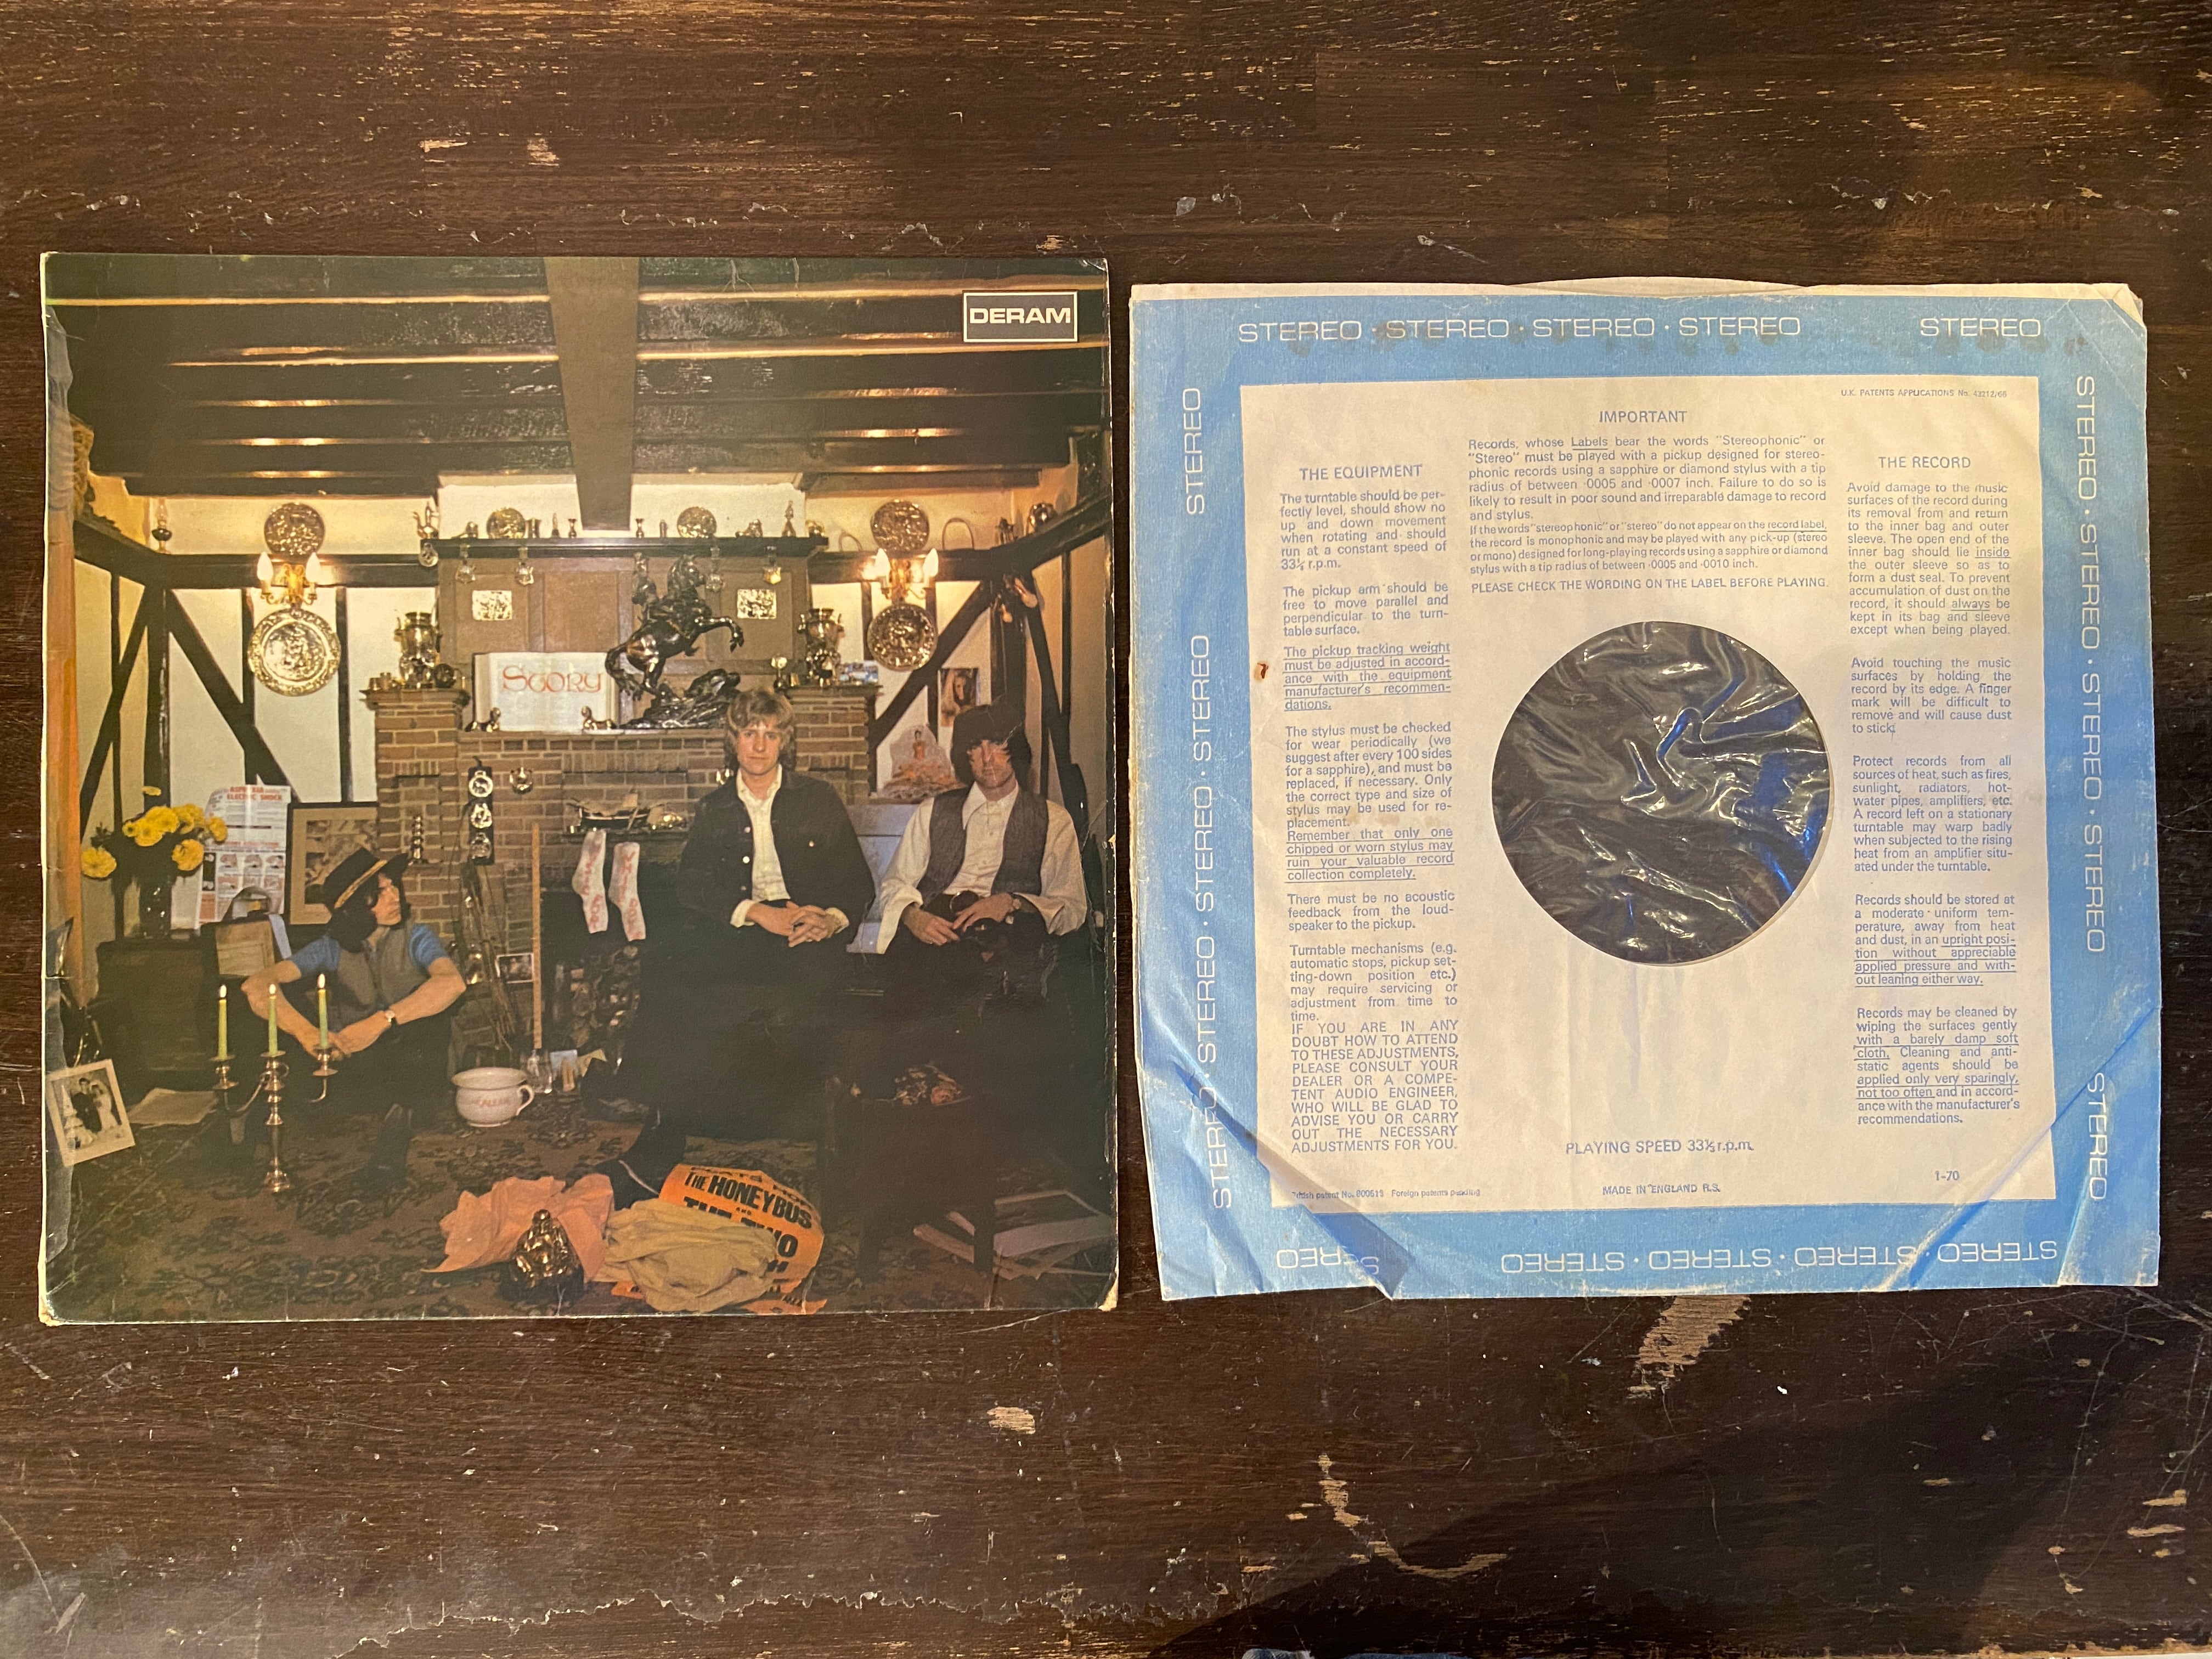 DERAM
STORY
ELECTRIC SHOCK
THE HONEYBUS
AND
STEREO · STEREO · STEREO · STEREO
STEREO
STEREO
STEREO · STEREO · STEREO · STEREO
STEREO · STEREO · STEREO · STEREO
STEREO
U.K. PATENTS APPLICATIONS No. 43212/66
IMPORTANT
Records, whose Labels bear the words "Stereophonic" or
"Stereo" must be played with a pickup designed for stereo-
phonic records using a sapphire or diamond stylus with a tip
radius of between ·0005 and ·0007 inch. Failure to do so is
likely to result in poor sound and irreparable damage to record
and stylus.
If the words "stereophonic" or "stereo" do not appear on the record label,
the record is monophonic and may be played with any pick-up (stereo
or mono) designed for long-playing records using a sapphire or diamond
stylus with a tip radius of between ·0005 and ·0010 inch.
PLEASE CHECK THE WORDING ON THE LABEL BEFORE PLAYING.
THE EQUIPMENT
The turntable should be per-
fectly level, should show no
up and down movement
when rotating and should
run at a constant speed of
33⅓ r.p.m.
The pickup arm should be
free to move parallel and
perpendicular to the turn-
table surface.
The pickup tracking weight
must be adjusted in accord-
ance with the equipment
manufacturer's recommen-
dations.
The stylus must be checked
for wear periodically (we
suggest after every 100 sides
for a sapphire), and must be
replaced, if necessary. Only
the correct type and size of
stylus may be used for re-
placement.
Remember that only one
chipped or worn stylus may
ruin your valuable record
collection completely.
There must be no acoustic
feedback from the loud-
speaker to the pickup.
Turntable mechanisms (e.g.
automatic stops, pickup set-
ting-down position etc.)
may require servicing or
adjustment from time to
time.
IF YOU ARE IN ANY
DOUBT HOW TO ATTEND
TO THESE ADJUSTMENTS,
PLEASE CONSULT YOUR
DEALER OR A COMPE-
TENT AUDIO ENGINEER,
WHO WILL BE GLAD TO
ADVISE YOU OR CARRY
OUT THE NECESSARY
ADJUSTMENTS FOR YOU.
THE RECORD
Avoid damage to the music
surfaces of the record during
its removal from and return
to the inner bag and outer
sleeve. The open end of the
inner bag should lie inside
the outer sleeve so as to
form a dust seal. To prevent
accumulation of dust on the
record, it should always be
kept in its bag and sleeve
except when being played.
Avoid touching the music
surfaces by holding the
record by its edge. A finger
mark will be difficult to
remove and will cause dust
to stick.
Protect records from all
sources of heat, such as fires,
sunlight, radiators, hot-
water pipes, amplifiers, etc.
A record left on a stationary
turntable may warp badly
when subjected to the rising
heat from an amplifier situ-
ated under the turntable.
Records should be stored at
a moderate uniform tem-
perature, away from heat
and dust, in an upright posi-
tion without appreciable
applied pressure and with-
out leaning either way.
Records may be cleaned by
wiping the surfaces gently
with a barely damp soft
cloth. Cleaning and anti-
static agents should be
applied only very sparingly,
not too often and in accord-
ance with the manufacturer's
recommendations.
PLAYING SPEED 33⅓ r.p.m.
1-70
British patent No. 800513 Foreign patents pending
MADE IN ENGLAND R.S.
STEREO · STEREO · STEREO · STEREO
STEREO